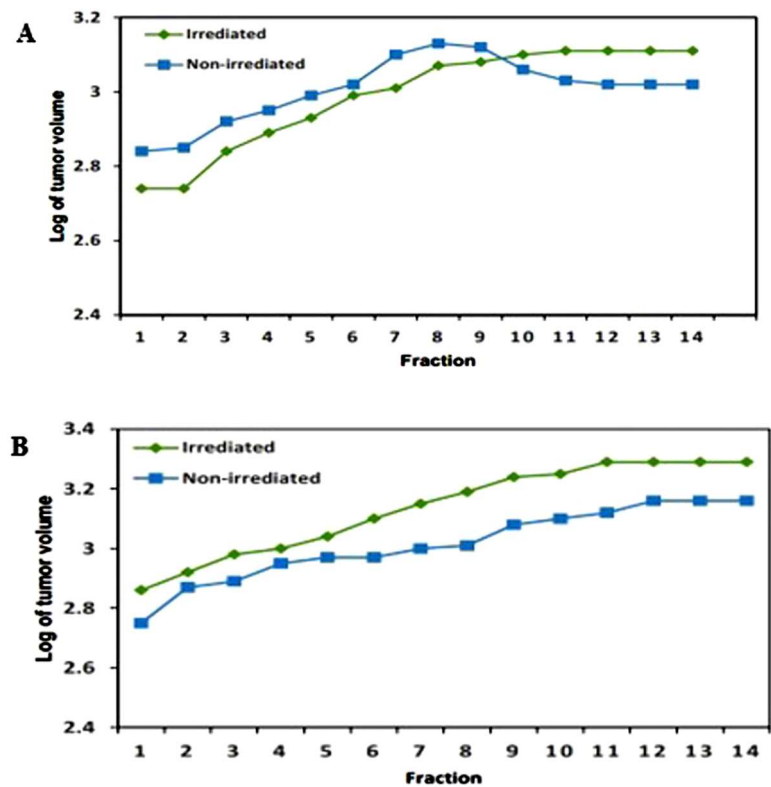 A
3.2
3
2.8
2.6
2.4
Log of tumor volume
Irrediated
Non-irrediated
1 2 3 4 5 6 7 8 9 10 11 12 13 14
Fraction
B
3.4
3.2
3
2.8
2.6
2.4
Log of tumor volume
Irrediated
Non-irrediated
1 2 3 4 5 6 7 8 9 10 11 12 13 14
Fraction